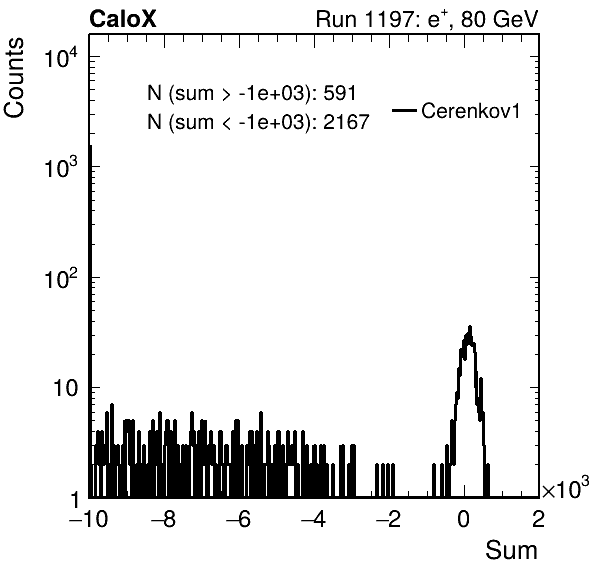 CaloX Run 1197: e⁺, 80 GeV
Counts
10⁴
N (sum > -1e+03): 591
N (sum < -1e+03): 2167
Cerenkov1
10³
10²
10
1
−10 −8 −6 −4 −2 0 2
×10³
Sum